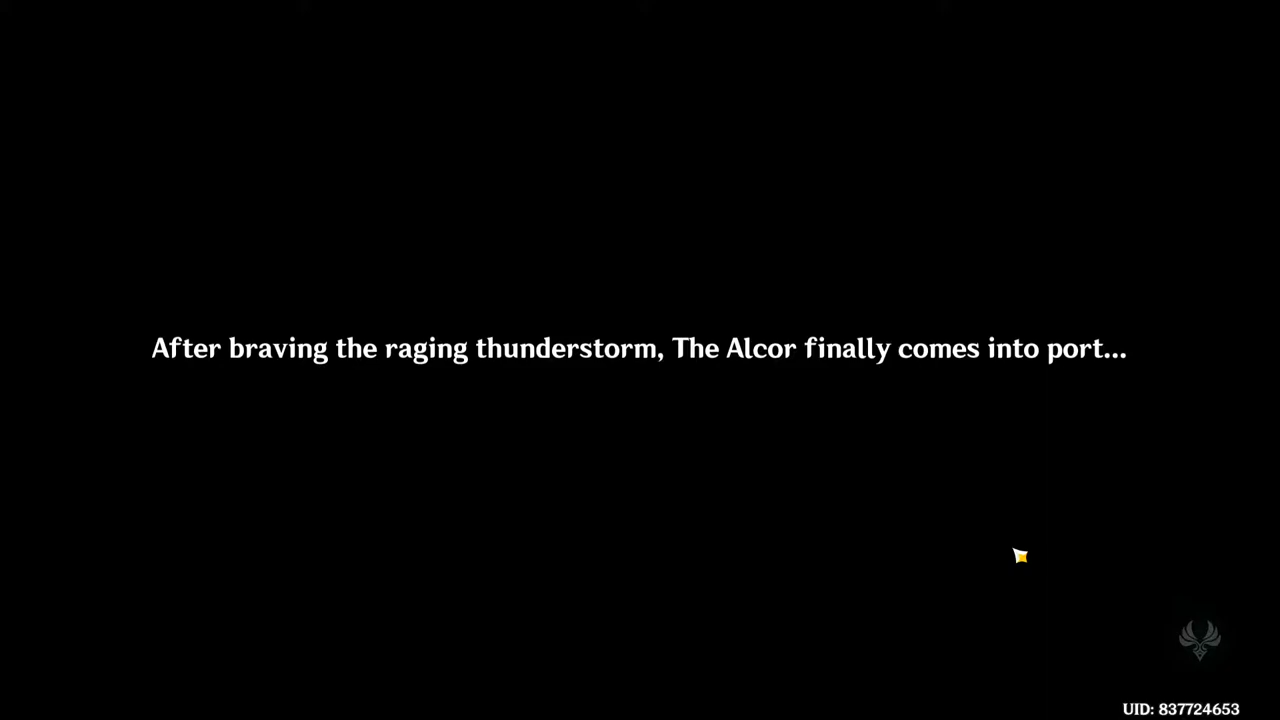 After braving the raging thunderstorm, The Alcor finally comes into port...
UID: 837724653